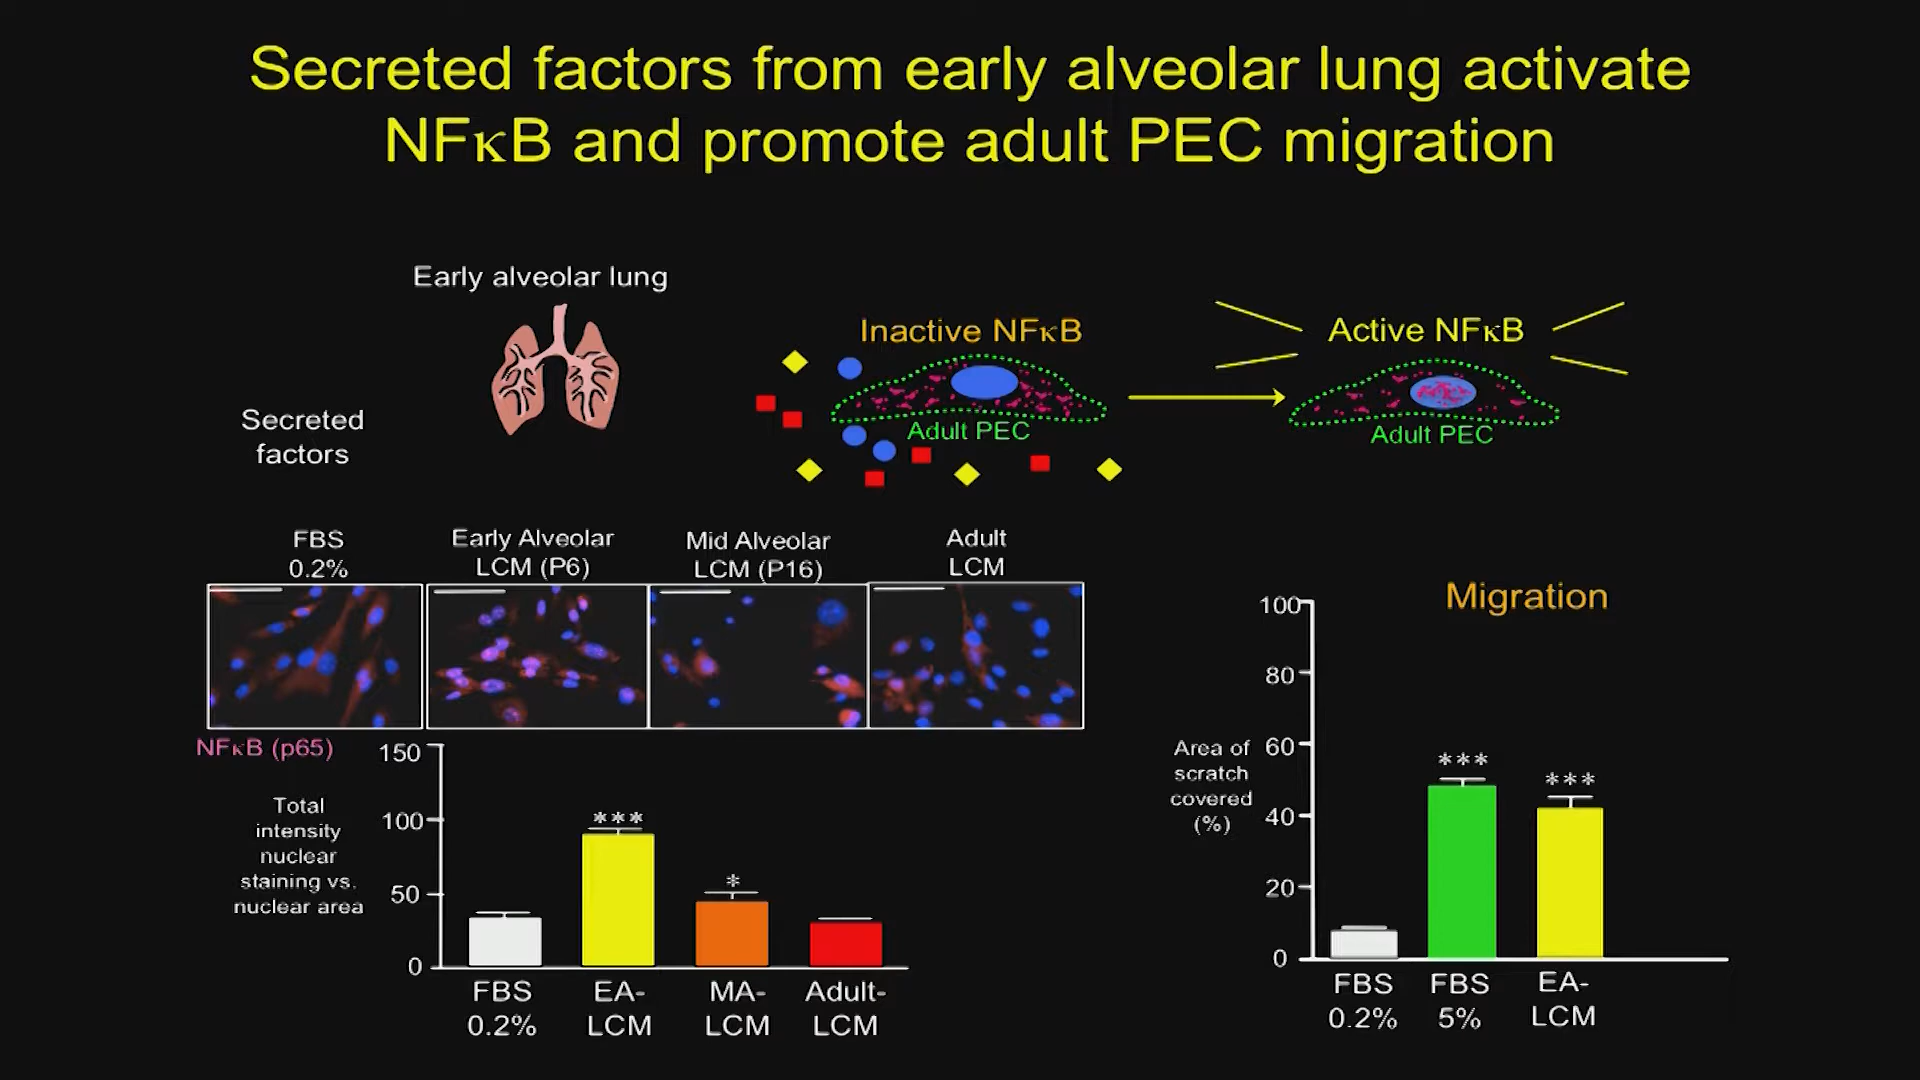 Secreted factors from early alveolar lung activate
NFκB and promote adult PEC migration
Early alveolar lung
Secreted
factors
Inactive NFκB
Adult PEC
Active NFκB
Adult PEC
FBS
0.2%
Early Alveolar
LCM (P6)
Mid Alveolar
LCM (P16)
Adult
LCM
NFκB (p65)
Total
intensity
nuclear
staining vs.
nuclear area
150
100
50
0
***
*
FBS
0.2%
EA-
LCM
MA-
LCM
Adult-
LCM
Migration
Area of
scratch
covered
(%)
100
80
60
40
20
0
***
***
FBS
0.2%
FBS
5%
EA-
LCM